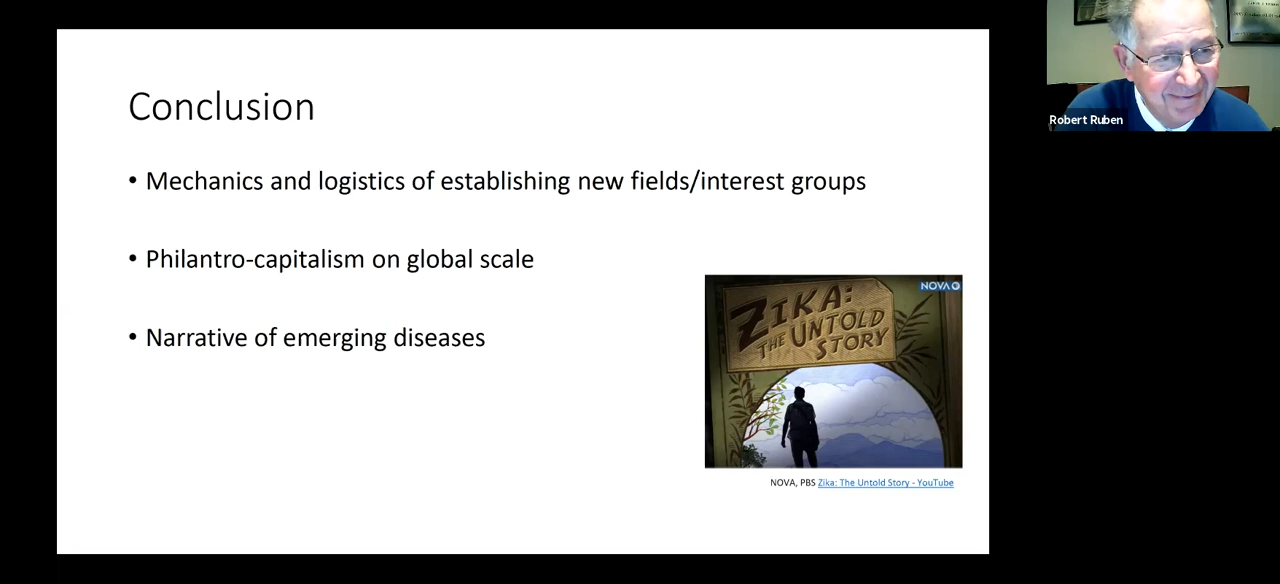 Conclusion
• Mechanics and logistics of establishing new fields/interest groups
• Philantro-capitalism on global scale
• Narrative of emerging diseases
NOVA
ZIKA:
THE UNTOLD
STORY
NOVA, PBS Zika: The Untold Story - YouTube
Robert Ruben